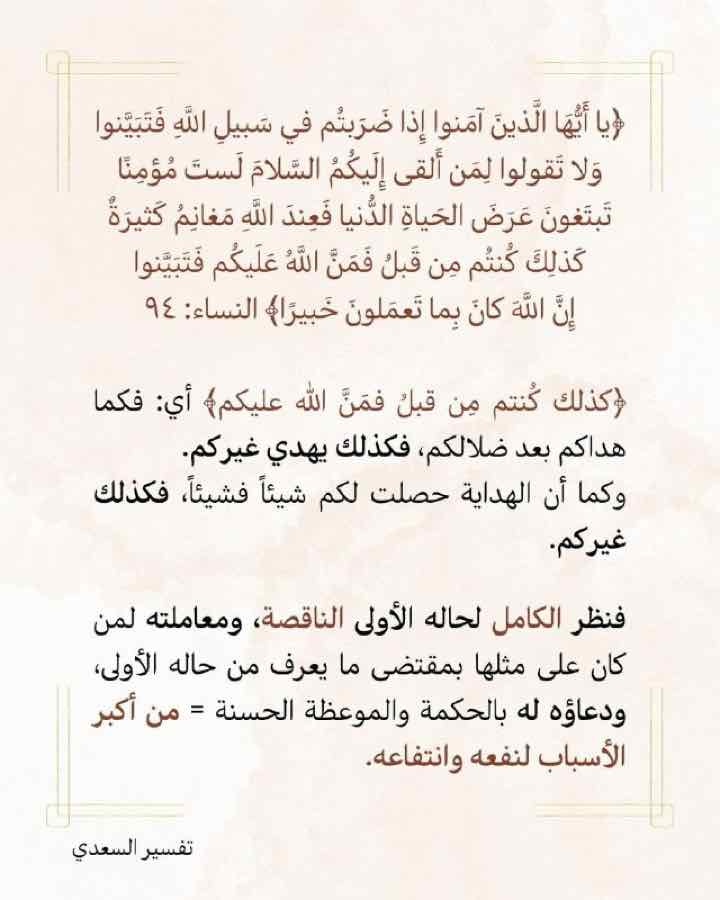 ﴿يا أَيُّهَا الَّذينَ آمَنوا إِذا ضَرَبتُم في سَبيلِ اللَّهِ فَتَبَيَّنوا
وَلا تَقولوا لِمَن أَلقى إِلَيكُمُ السَّلامَ لَستَ مُؤمِنًا
تَبتَغونَ عَرَضَ الحَياةِ الدُّنيا فَعِندَ اللَّهِ مَغانِمُ كَثيرَةٌ
كَذلِكَ كُنتُم مِن قَبلُ فَمَنَّ اللَّهُ عَلَيكُم فَتَبَيَّنوا
إِنَّ اللَّهَ كانَ بِما تَعمَلونَ خَبيرًا﴾ النساء: ٩٤
﴿كذلك كُنتم مِن قبلُ فمَنَّ الله عليكم﴾ أي: فكما
هداكم بعد ضلالكم، فكذلك يهدي غيركم.
وكما أن الهداية حصلت لكم شيئاً فشيئاً، فكذلك
غيركم.
فنظر الكامل لحاله الأولى الناقصة، ومعاملته لمن
كان على مثلها بمقتضى ما يعرف من حاله الأولى،
ودعاؤه له بالحكمة والموعظة الحسنة = من أكبر
الأسباب لنفعه وانتفاعه.
تفسير السعدي